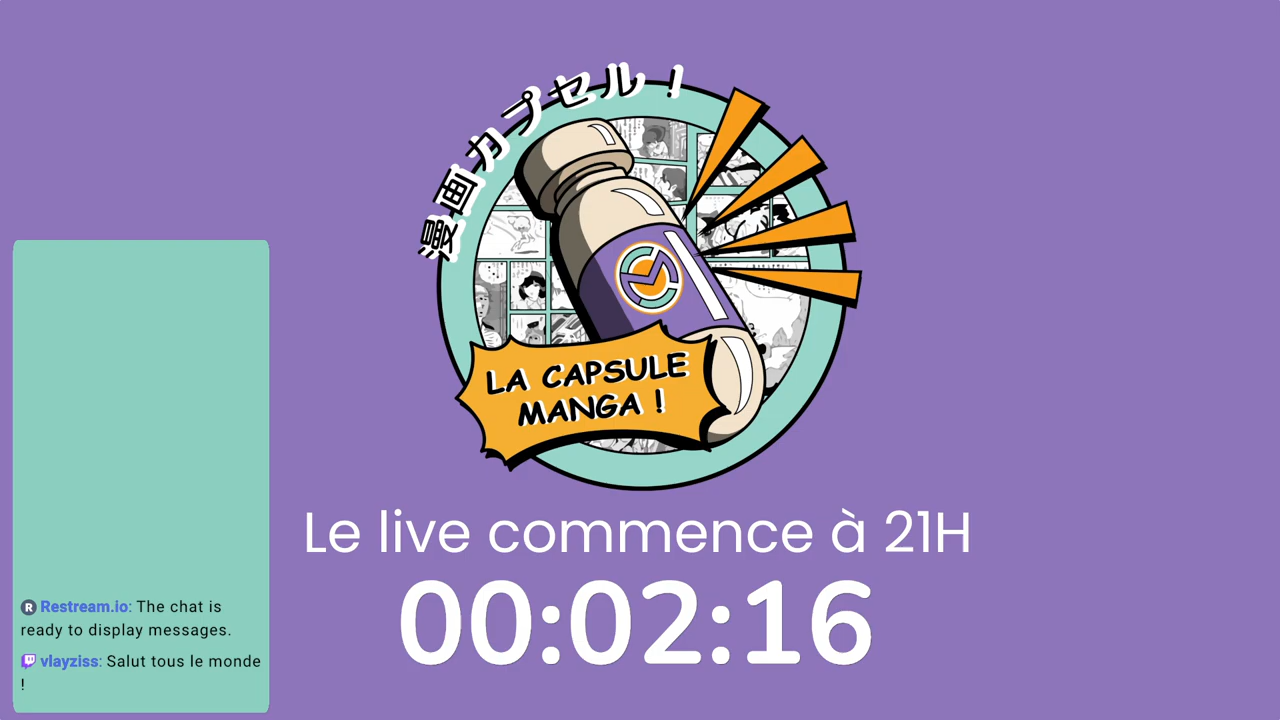 漫画カプセル！
LA CAPSULE
MANGA !
Le live commence à 21H
00:02:16
Restream.io: The chat is
ready to display messages.
vlayziss: Salut tous le monde
!